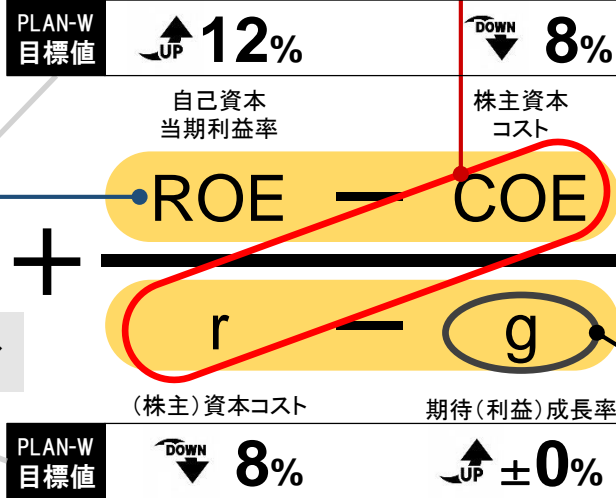 PLAN-W
目標値
UP 12%
DOWN 8%
自己資本
当期利益率
株主資本
コスト
ROE － COE
＋
r － g
（株主）資本コスト
期待（利益）成長率
PLAN-W
目標値
DOWN 8%
UP ±0%